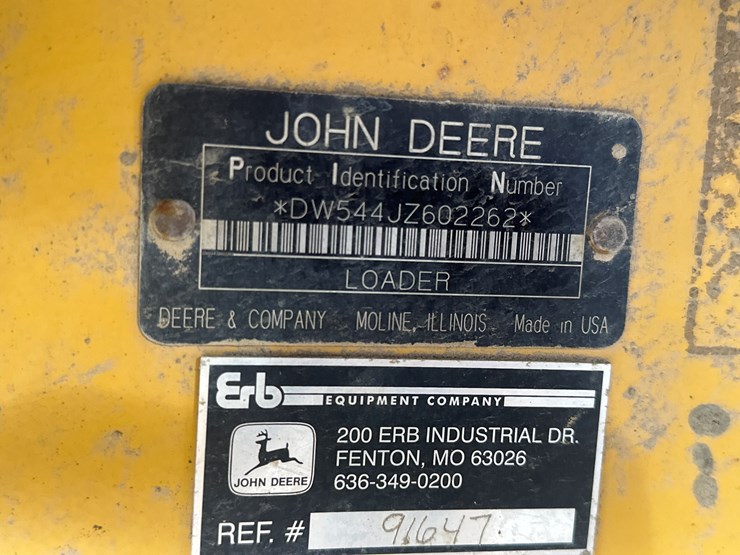 JOHN DEERE
Product Identification Number
*DW544JZ602262*
LOADER
DEERE & COMPANY MOLINE, ILLINOIS Made in USA
Erb EQUIPMENT COMPANY
200 ERB INDUSTRIAL DR.
FENTON, MO 63026
JOHN DEERE 636-349-0200
REF. # 91647